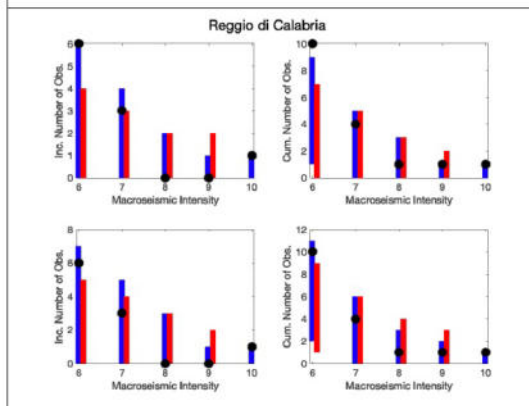 Reggio di Calabria
Inc. Number of Obs.
6
5
4
3
2
1
0
6 7 8 9 10
Macroseismic Intensity
Cum. Number of Obs.
10
8
6
4
2
0
6 7 8 9 10
Macroseismic Intensity
Inc. Number of Obs.
8
6
4
2
0
6 7 8 9 10
Macroseismic Intensity
Cum. Number of Obs.
12
10
8
6
4
2
0
6 7 8 9 10
Macroseismic Intensity